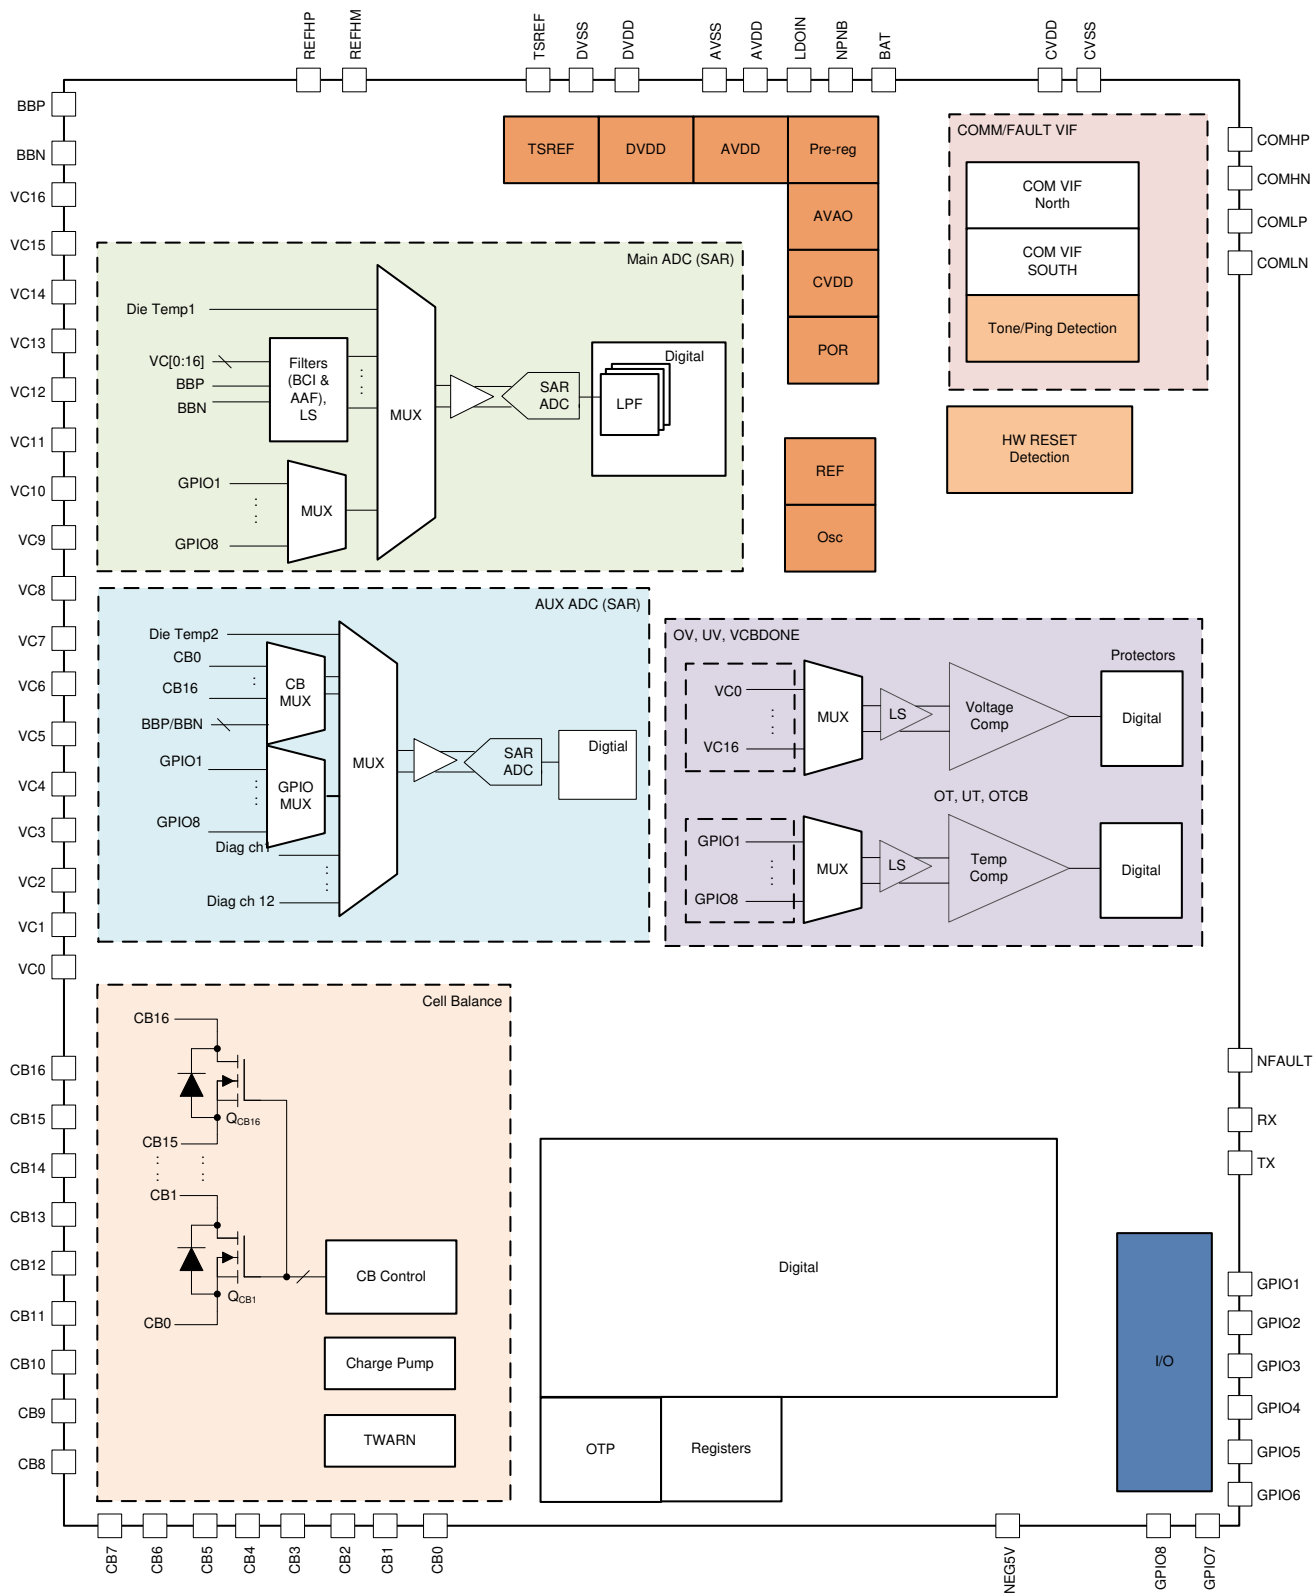 REFHP
REFHM
TSREF
DVSS
DVDD
AVSS
AVDD
LDOIN
NPNB
BAT
CVDD
CVSS
BBP
BBN
VC16
VC15
VC14
VC13
VC12
VC11
VC10
VC9
VC8
VC7
VC6
VC5
VC4
VC3
VC2
VC1
VC0
CB16
CB15
CB14
CB13
CB12
CB11
CB10
CB9
CB8
TSREF
DVDD
AVDD
Pre-reg
AVAO
CVDD
POR
REF
Osc
COMM/FAULT VIF
COM VIF
North
COM VIF
SOUTH
Tone/Ping Detection
HW RESET
Detection
COMHP
COMHN
COMLP
COMLN
Main ADC (SAR)
Die Temp1
VC[0:16]
BBP
BBN
Filters
(BCI &
AAF),
LS
GPIO1
GPIO8
MUX
MUX
SAR
ADC
Digital
LPF
AUX ADC (SAR)
Die Temp2
CB0
CB16
BBP/BBN
CB
MUX
GPIO1
GPIO8
GPIO
MUX
Diag ch1
Diag ch 12
MUX
SAR
ADC
Digtial
OV, UV, VCBDONE
Protectors
VC0
VC16
MUX
LS
Voltage
Comp
Digital
OT, UT, OTCB
GPIO1
GPIO8
MUX
LS
Temp
Comp
Digital
Cell Balance
CB16
QCB16
CB15
CB1
QCB1
CB0
CB Control
Charge Pump
TWARN
Digital
OTP
Registers
I/O
NFAULT
RX
TX
GPIO1
GPIO2
GPIO3
GPIO4
GPIO5
GPIO6
CB7
CB6
CB5
CB4
CB3
CB2
CB1
CB0
NEG5V
GPIO8
GPIO7